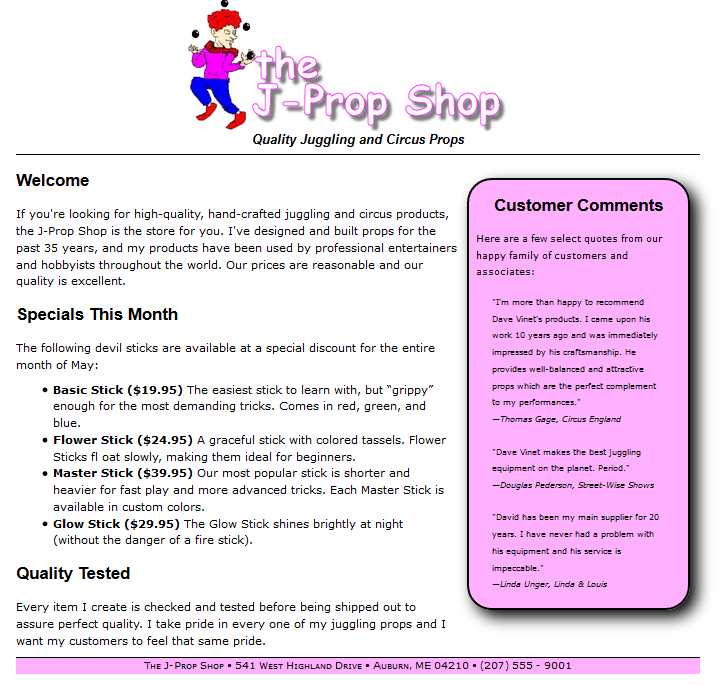 the
J-Prop Shop
Quality Juggling and Circus Props
Welcome
If you're looking for high-quality, hand-crafted juggling and circus products,
the J-Prop Shop is the store for you. I've designed and built props for the
past 35 years, and my products have been used by professional entertainers
and hobbyists throughout the world. Our prices are reasonable and our
quality is excellent.
Specials This Month
The following devil sticks are available at a special discount for the entire
month of May:
• Basic Stick ($19.95) The easiest stick to learn with, but “grippy”
enough for the most demanding tricks. Comes in red, green, and
blue.
• Flower Stick ($24.95) A graceful stick with colored tassels. Flower
Sticks fl oat slowly, making them ideal for beginners.
• Master Stick ($39.95) Our most popular stick is shorter and
heavier for fast play and more advanced tricks. Each Master Stick is
available in custom colors.
• Glow Stick ($29.95) The Glow Stick shines brightly at night
(without the danger of a fire stick).
Quality Tested
Every item I create is checked and tested before being shipped out to
assure perfect quality. I take pride in every one of my juggling props and I
want my customers to feel that same pride.
Customer Comments
Here are a few select quotes from our
happy family of customers and
associates:
"I'm more than happy to recommend
Dave Vinet's products. I came upon his
work 10 years ago and was immediately
impressed by his craftsmanship. He
provides well-balanced and attractive
props which are the perfect complement
to my performances."
—Thomas Gage, Circus England
"Dave Vinet makes the best juggling
equipment on the planet. Period."
—Douglas Pederson, Street-Wise Shows
"David has been my main supplier for 20
years. I have never had a problem with
his equipment and his service is
impeccable."
—Linda Unger, Linda & Louis
The J-Prop Shop • 541 West Highland Drive • Auburn, ME 04210 • (207) 555 - 9001